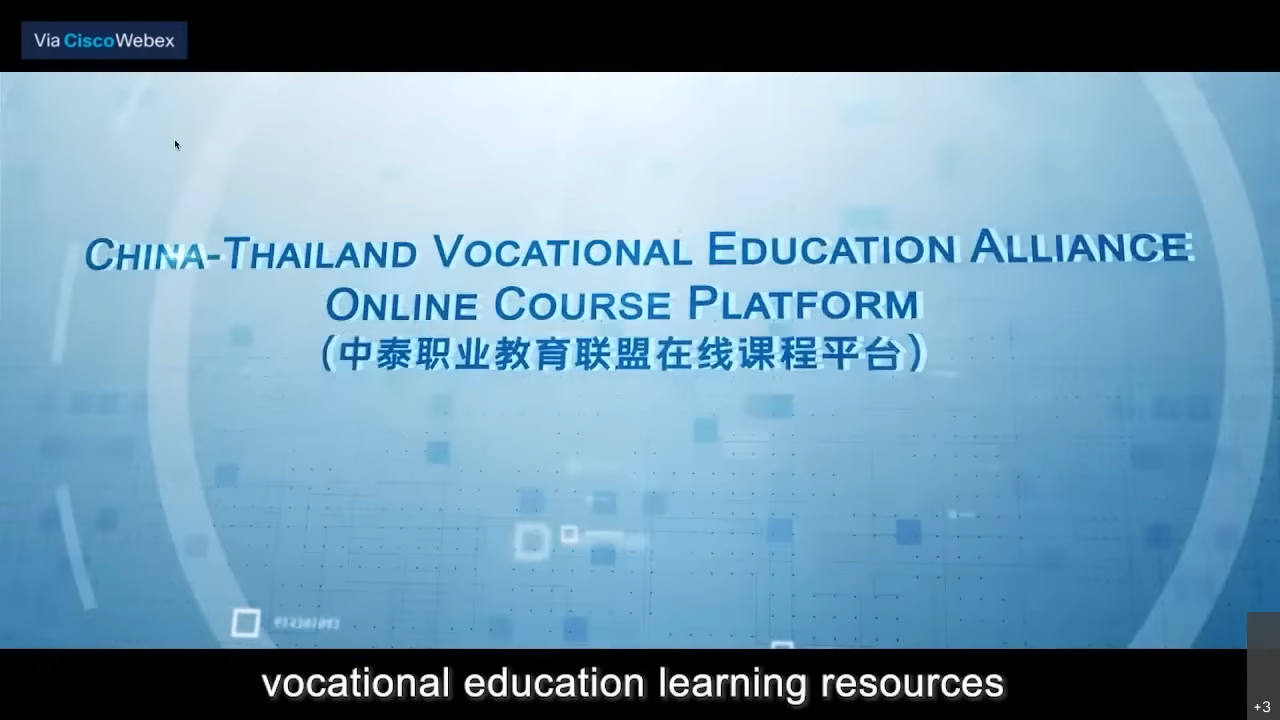 Via CiscoWebex
CHINA-THAILAND VOCATIONAL EDUCATION ALLIANCE
ONLINE COURSE PLATFORM
(中泰职业教育联盟在线课程平台)
vocational education learning resources
+3